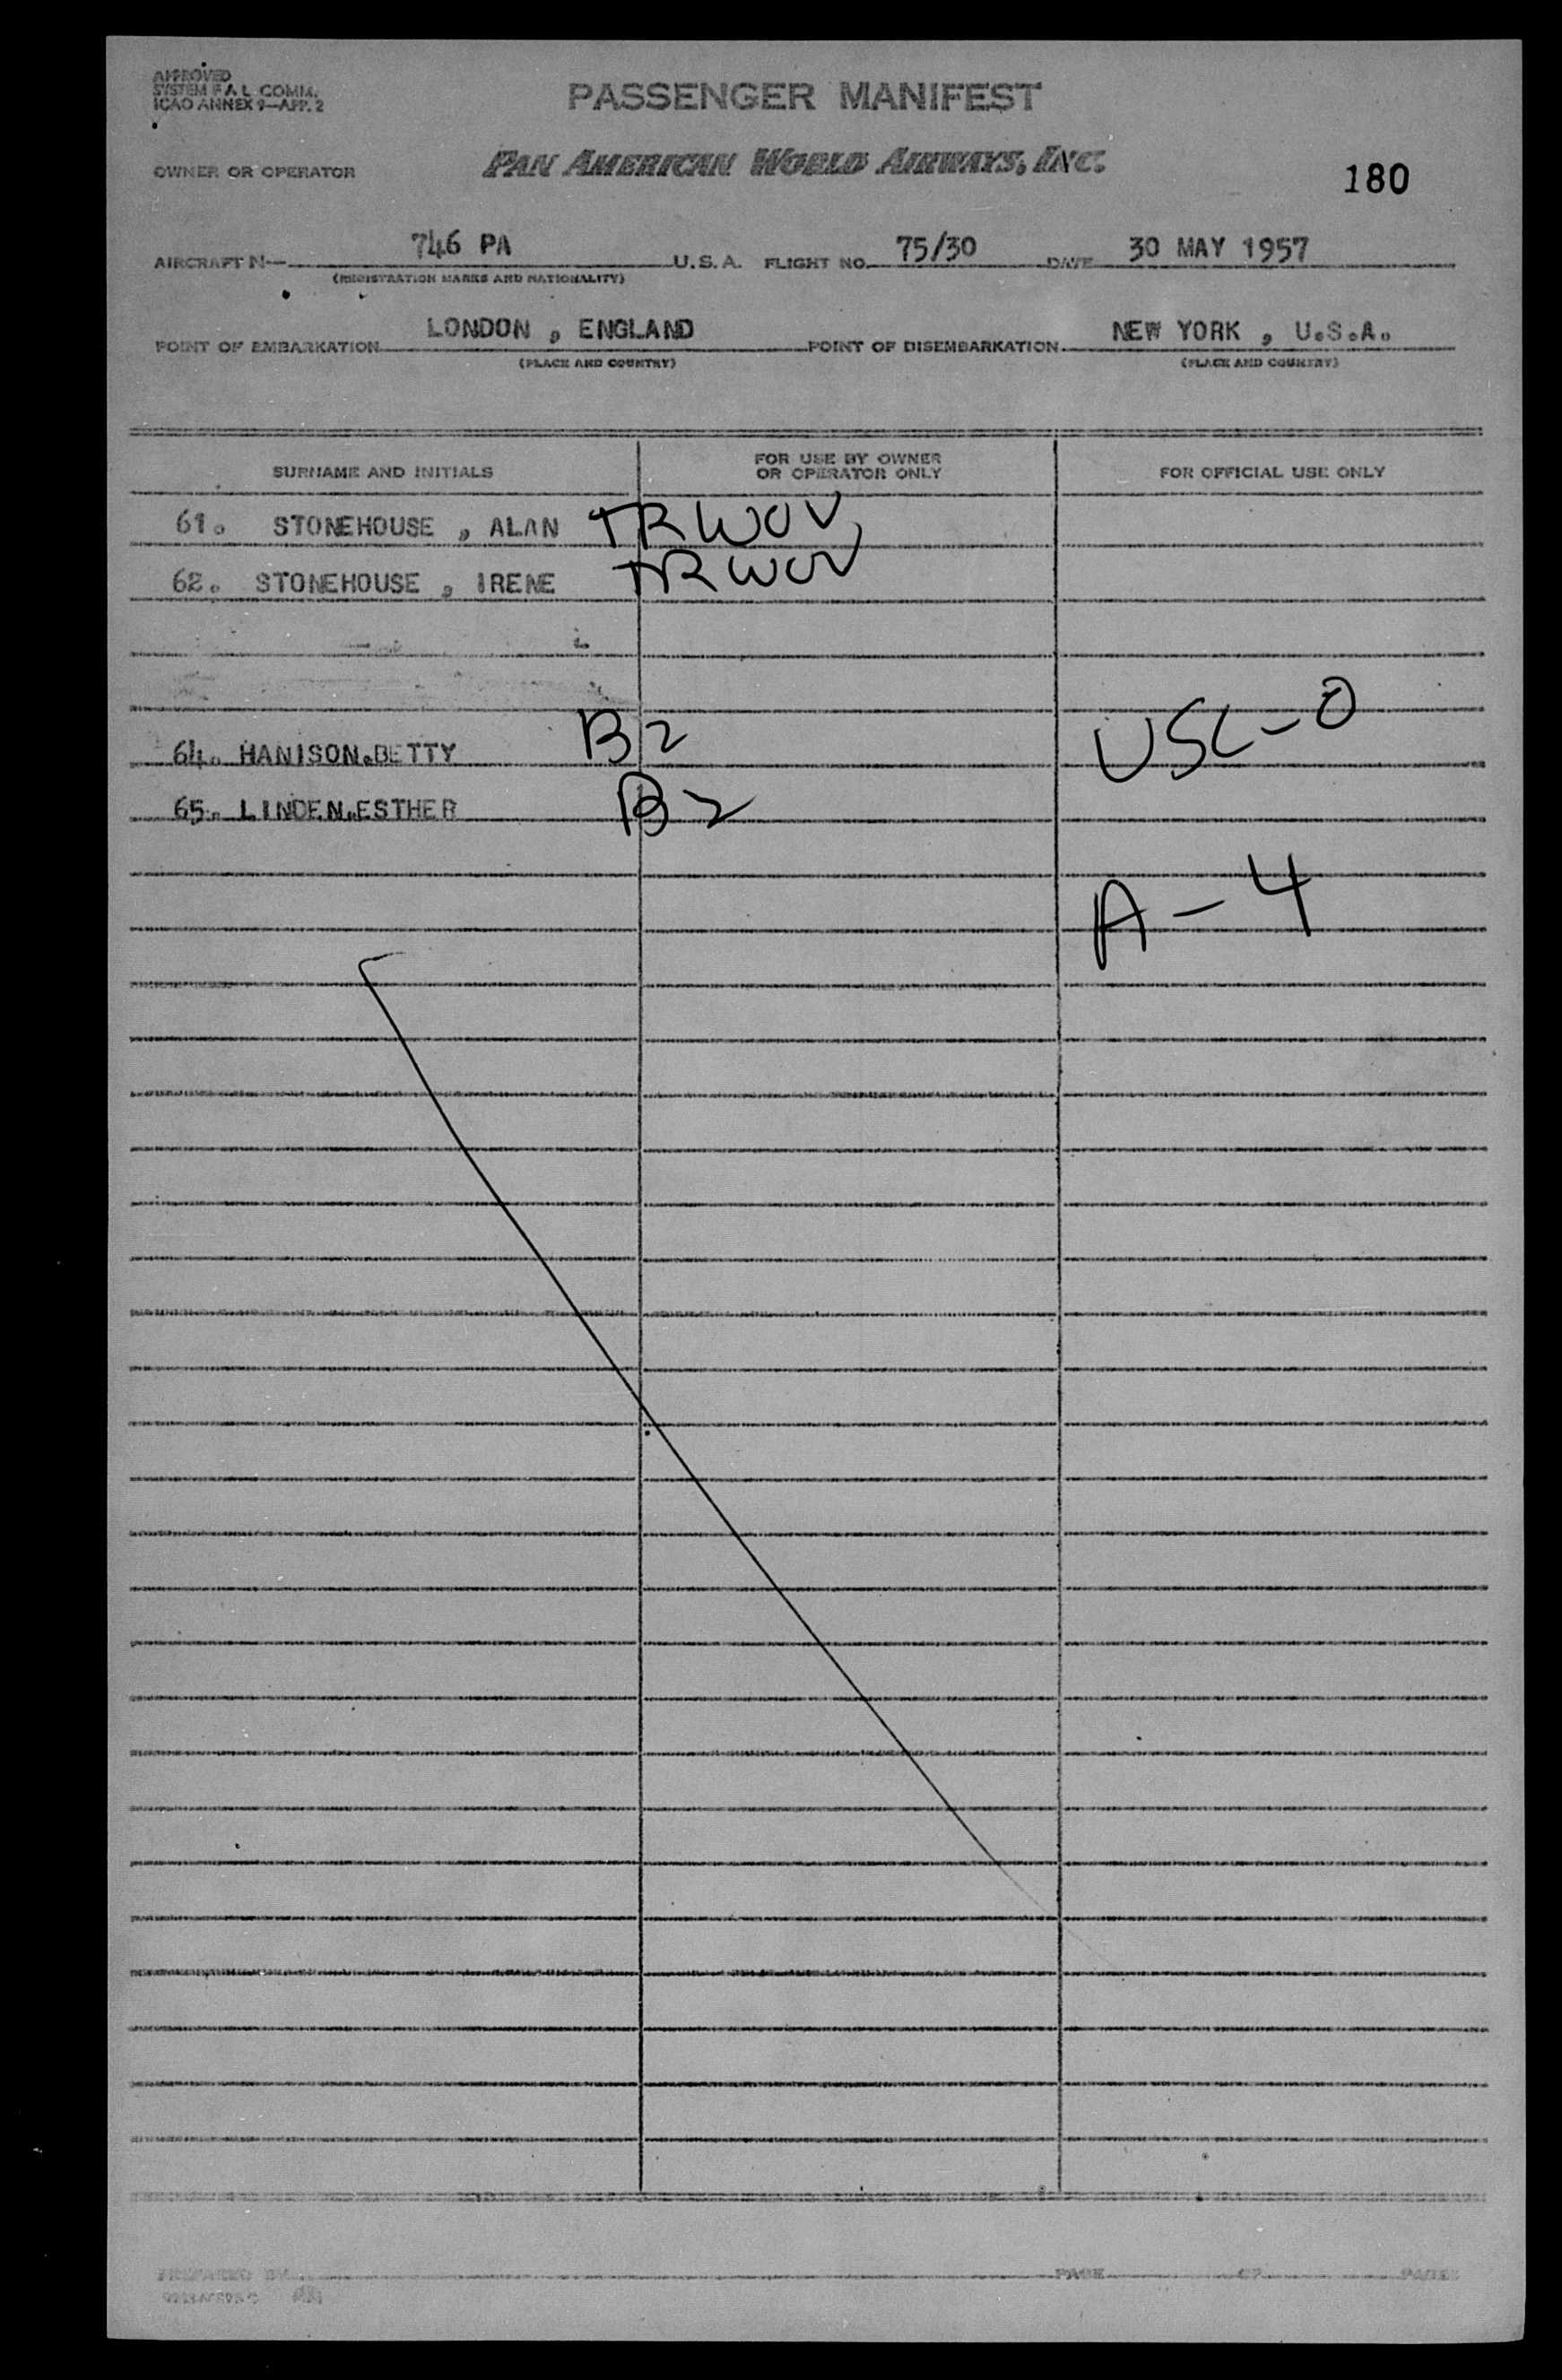 APPROVED
SYSTEM F A L COMM.
ICAO ANNEX 9—APP. 2
PASSENGER MANIFEST
OWNER OR OPERATOR PAN AMERICAN WORLD AIRWAYS, INC.
180
AIRCRAFT N— 746 PA U.S.A. FLIGHT NO. 75/30 DATE 30 MAY 1957
(REGISTRATION MARKS AND NATIONALITY)
POINT OF EMBARKATION LONDON , ENGLAND POINT OF DISEMBARKATION NEW YORK , U.S.A.
(PLACE AND COUNTRY) (PLACE AND COUNTRY)
SURNAME AND INITIALS FOR USE BY OWNER OR OPERATOR ONLY FOR OFFICIAL USE ONLY
61. STONEHOUSE , ALAN TRWOV
62. STONEHOUSE , IRENE TRWOV
64. HANISON.BETTY B2 USC-0
65. LINDEN.ESTHER B2
A-4
PREPARED BY PAGE OF PAGES